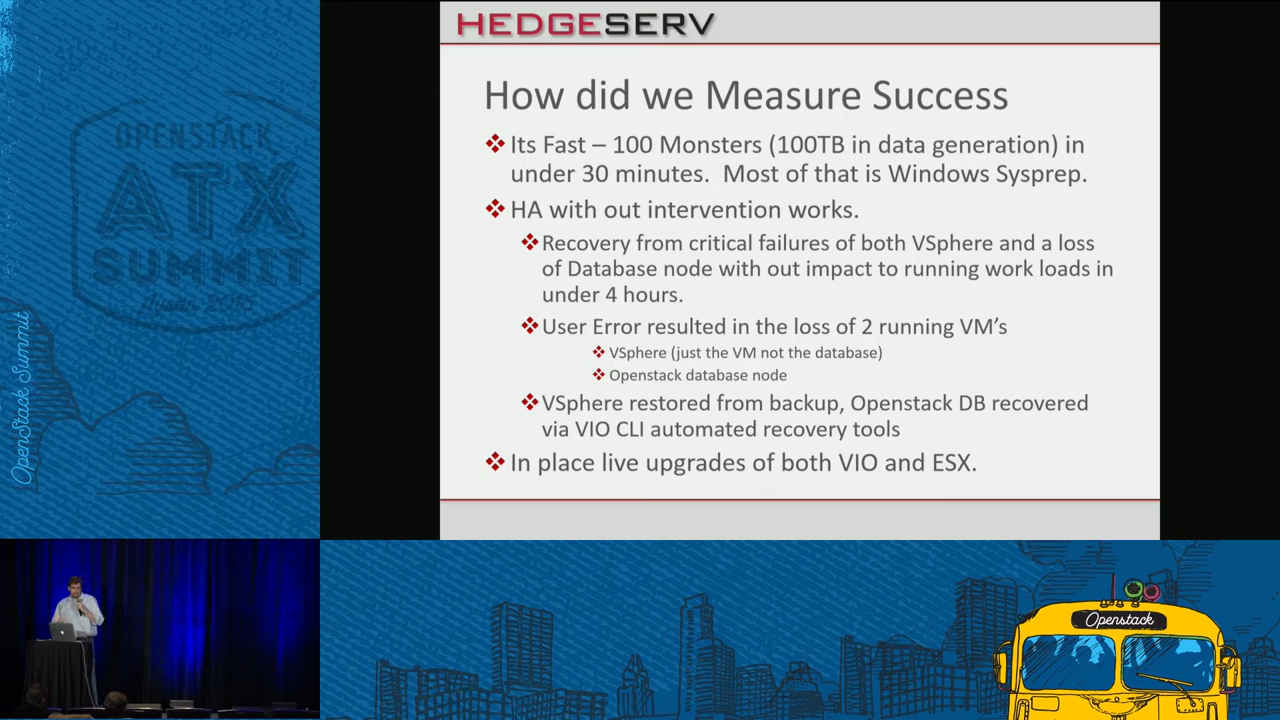 HEDGESERV
How did we Measure Success
Its Fast – 100 Monsters (100TB in data generation) in
under 30 minutes.  Most of that is Windows Sysprep.
HA with out intervention works.
Recovery from critical failures of both VSphere and a loss
of Database node with out impact to running work loads in
under 4 hours.
User Error resulted in the loss of 2 running VM’s
VSphere (just the VM not the database)
Openstack database node
VSphere restored from backup, Openstack DB recovered
via VIO CLI automated recovery tools
In place live upgrades of both VIO and ESX.
OPENSTACK
ATX
SUMMIT
OpenStack Summit
Openstack